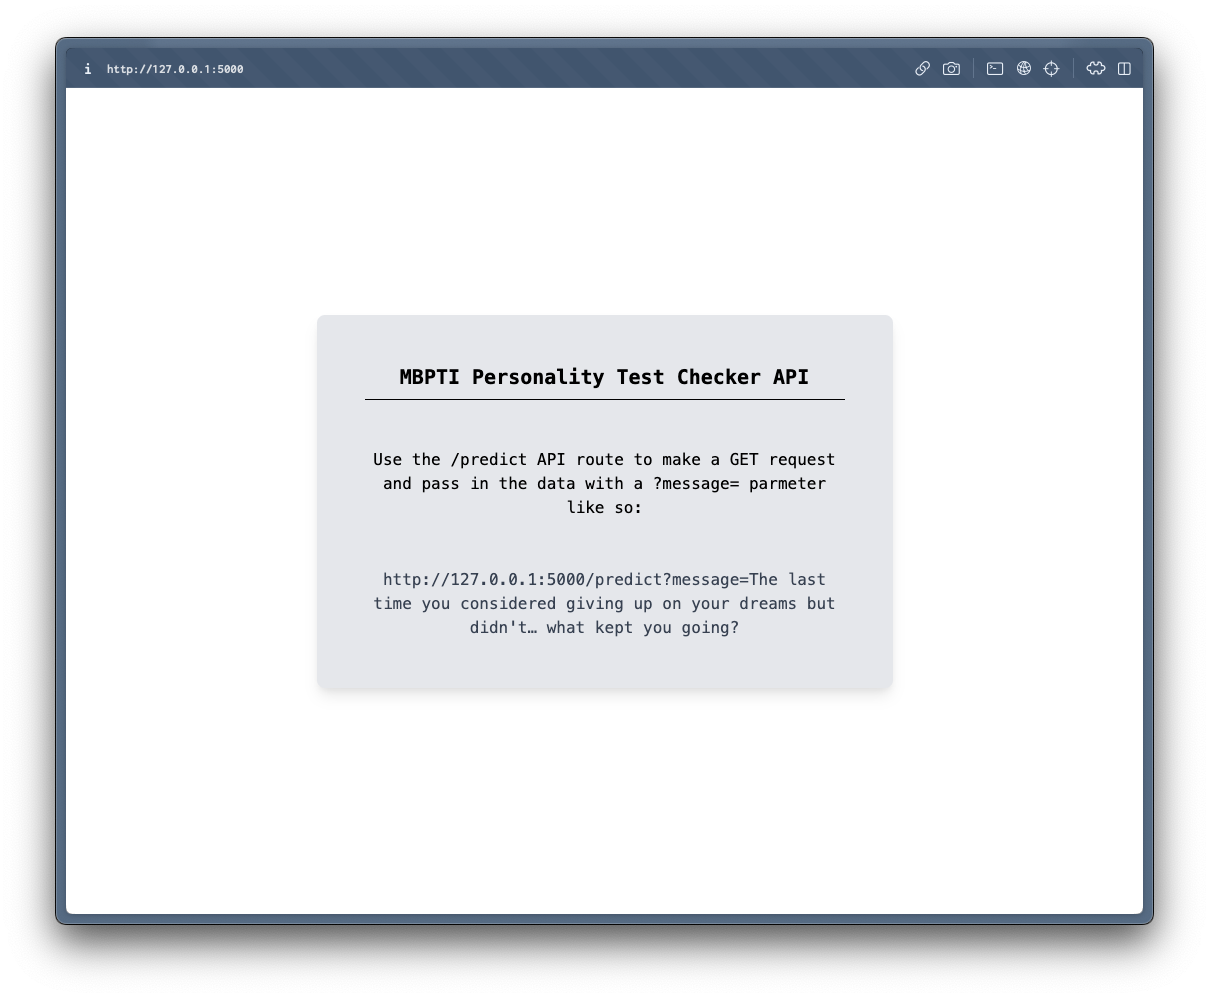 i http://127.0.0.1:5000
MBPTI Personality Test Checker API
Use the /predict API route to make a GET request
and pass in the data with a ?message= parmeter
like so:
http://127.0.0.1:5000/predict?message=The last
time you considered giving up on your dreams but
didn't… what kept you going?